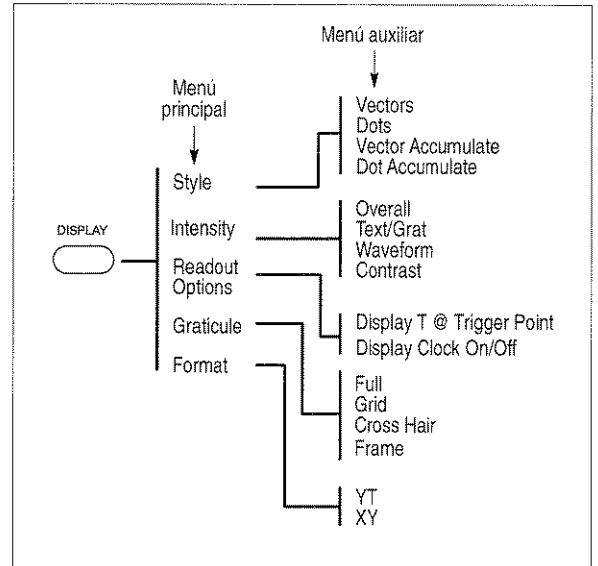 Menú auxiliar
Menú
principal
DISPLAY
Style
Vectors
Dots
Vector Accumulate
Dot Accumulate
Intensity
Overall
Text/Grat
Waveform
Contrast
Readout
Options
Display T @ Trigger Point
Display Clock On/Off
Graticule
Full
Grid
Cross Hair
Frame
Format
YT
XY